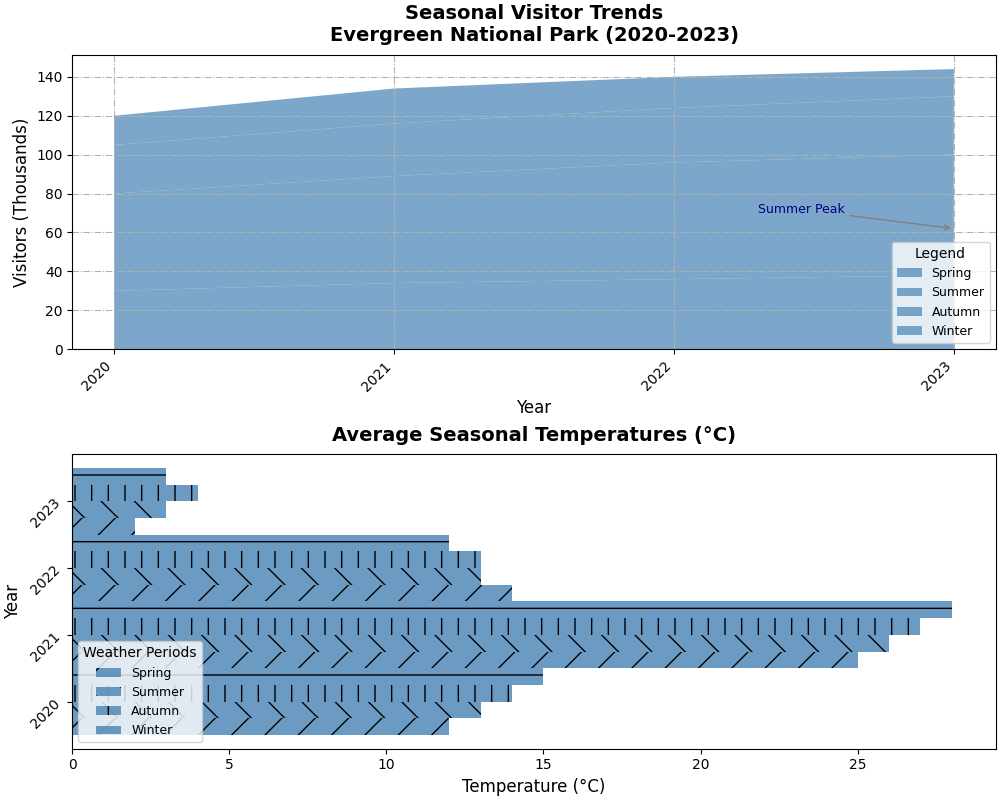 Seasonal Visitor Trends
Evergreen National Park (2020-2023)
Visitors (Thousands)
140
120
100
80
60
40
20
0
Summer Peak
Legend
Spring
Summer
Autumn
Winter
2020
2021
2022
2023
Year
Average Seasonal Temperatures (°C)
Year
2023
2022
2021
2020
Weather Periods
Spring
Summer
Autumn
Winter
0
5
10
15
20
25
Temperature (°C)